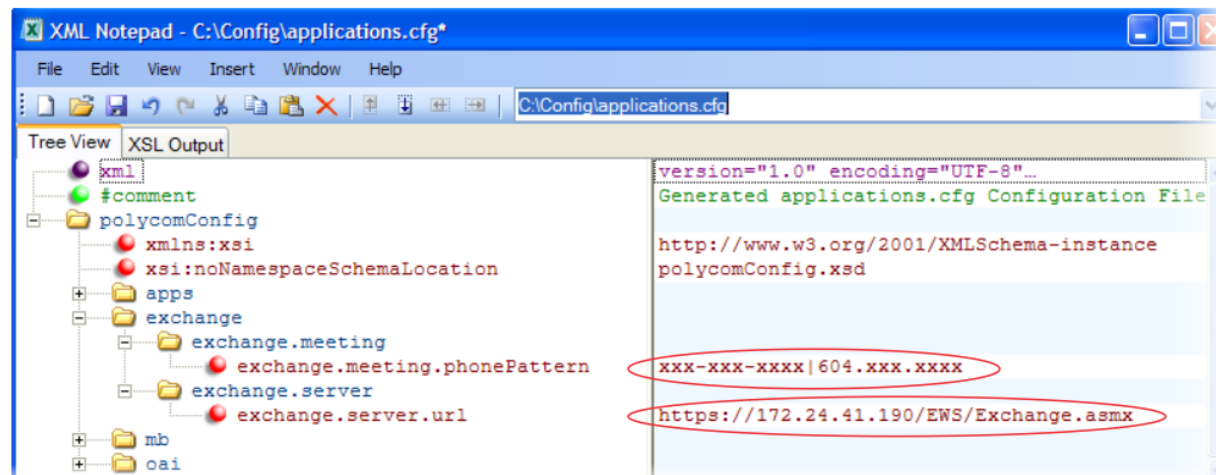 XML Notepad - C:\Config\applications.cfg*
File Edit View Insert Window Help
C:\Config\applications.cfg
Tree View XSL Output
xml version="1.0" encoding="UTF-8"…
#comment Generated applications.cfg Configuration File
polycomConfig
xmlns:xsi http://www.w3.org/2001/XMLSchema-instance
xsi:noNamespaceSchemaLocation polycomConfig.xsd
apps
exchange
exchange.meeting
exchange.meeting.phonePattern xxx-xxx-xxxx|604.xxx.xxxx
exchange.server
exchange.server.url https://172.24.41.190/EWS/Exchange.asmx
mb
oai